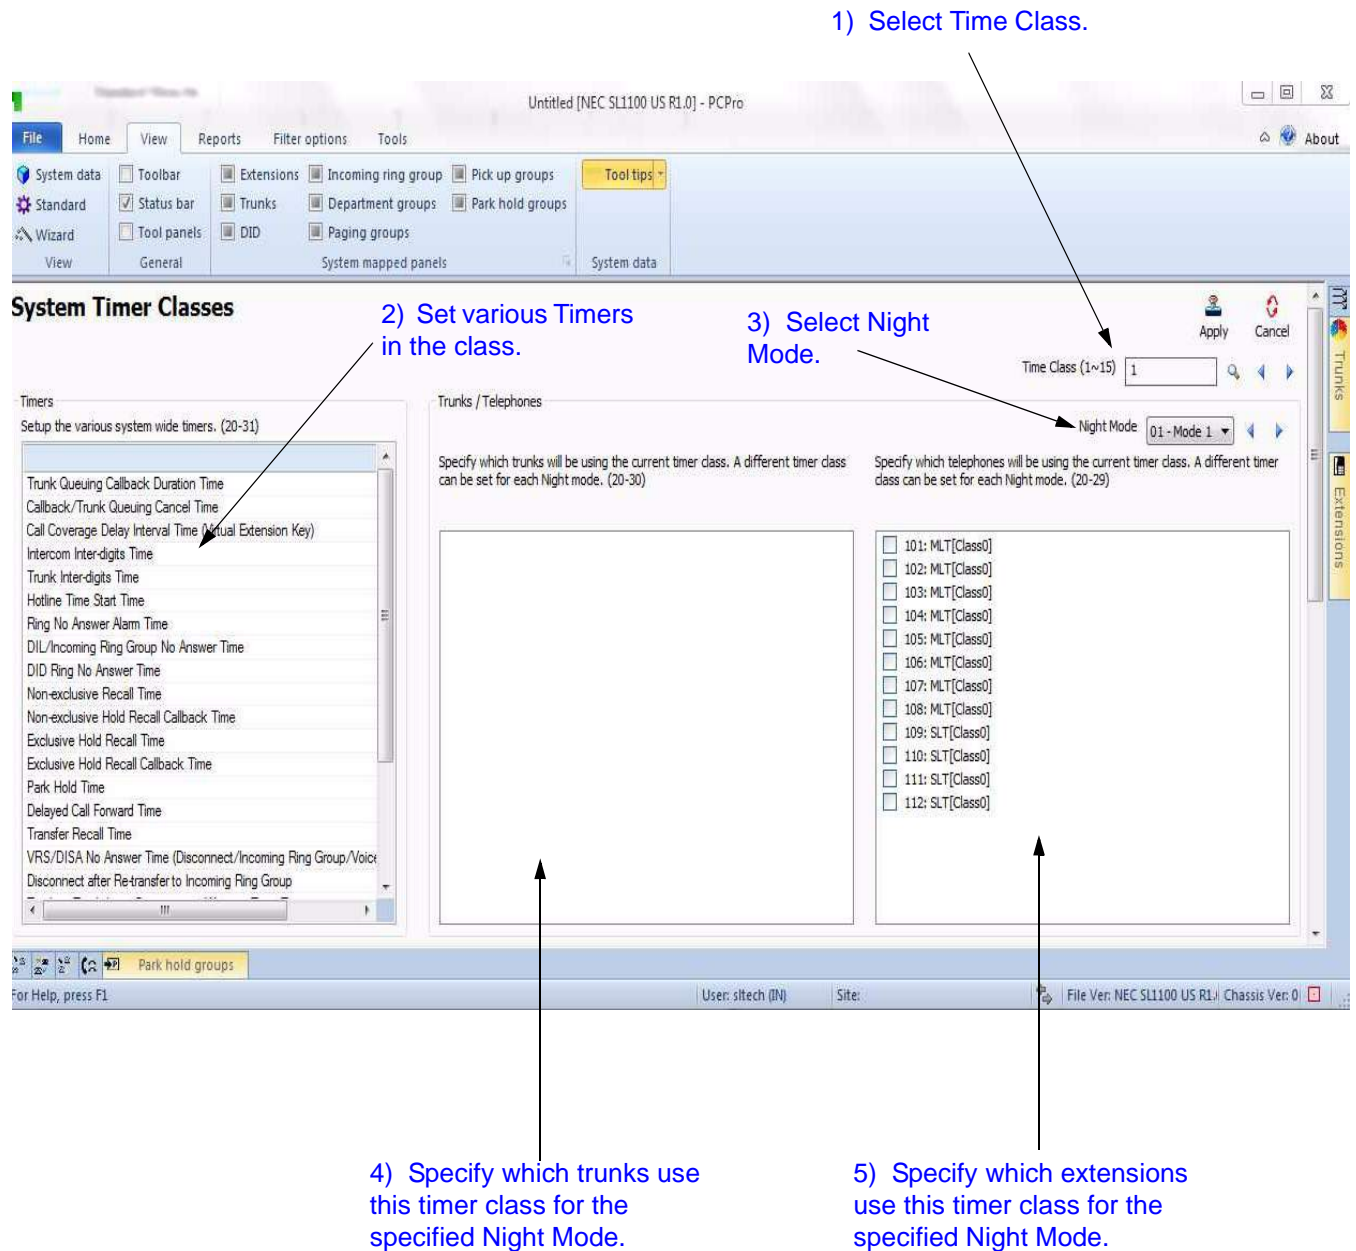 1) Select Time Class.
Untitled [NEC SL1100 US R1.0] - PCPro
File Home View Reports Filter options Tools
About
System data Toolbar Extensions Incoming ring group Pick up groups Tool tips
Standard Status bar Trunks Department groups Park hold groups
Wizard Tool panels DID Paging groups
View General System mapped panels System data
System Timer Classes
2) Set various Timers
in the class.
3) Select Night
Mode.
Apply Cancel
Time Class (1~15) 1
Trunks
Extensions
Timers
Setup the various system wide timers. (20-31)
Trunk Queuing Callback Duration Time
Callback/Trunk Queuing Cancel Time
Call Coverage Delay Interval Time (Virtual Extension Key)
Intercom Inter-digits Time
Trunk Inter-digits Time
Hotline Time Start Time
Ring No Answer Alarm Time
DIL/Incoming Ring Group No Answer Time
DID Ring No Answer Time
Non-exclusive Recall Time
Non-exclusive Hold Recall Callback Time
Exclusive Hold Recall Time
Exclusive Hold Recall Callback Time
Park Hold Time
Delayed Call Forward Time
Transfer Recall Time
VRS/DISA No Answer Time (Disconnect/Incoming Ring Group/Voice
Disconnect after Re-transfer to Incoming Ring Group
Trunks / Telephones
Night Mode 01 - Mode 1
Specify which trunks will be using the current timer class. A different timer class
can be set for each Night mode. (20-30)
Specify which telephones will be using the current timer class. A different timer
class can be set for each Night mode. (20-29)
101: MLT[Class0]
102: MLT[Class0]
103: MLT[Class0]
104: MLT[Class0]
105: MLT[Class0]
106: MLT[Class0]
107: MLT[Class0]
108: MLT[Class0]
109: SLT[Class0]
110: SLT[Class0]
111: SLT[Class0]
112: SLT[Class0]
Park hold groups
For Help, press F1 User: sltech (IN) Site: File Ver: NEC SL1100 US R1. Chassis Ver: 0
4) Specify which trunks use
this timer class for the
specified Night Mode.
5) Specify which extensions
use this timer class for the
specified Night Mode.